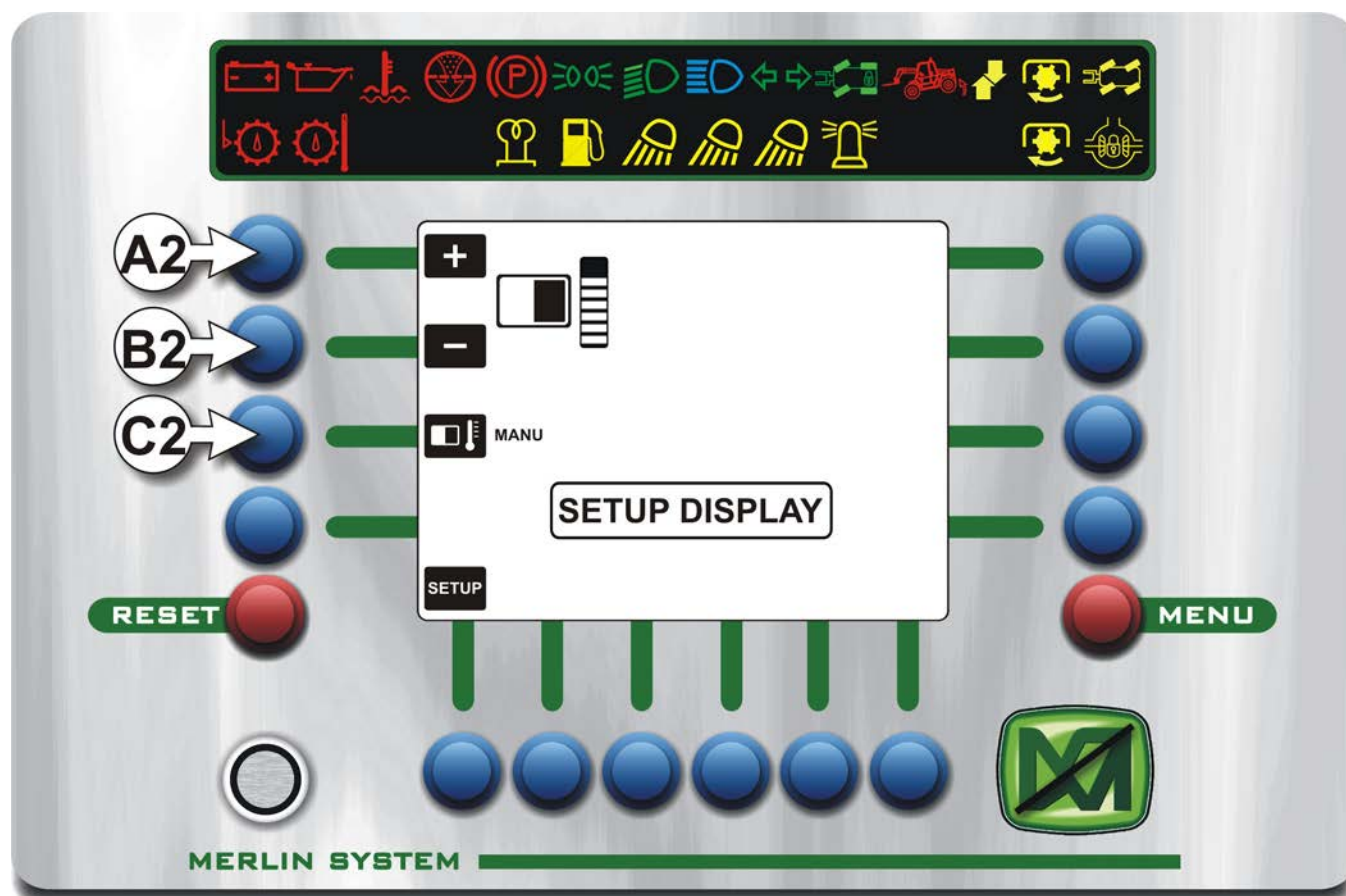 P
A2
+
B2
−
C2
MANU
SETUP DISPLAY
SETUP
RESET
MENU
MERLIN SYSTEM